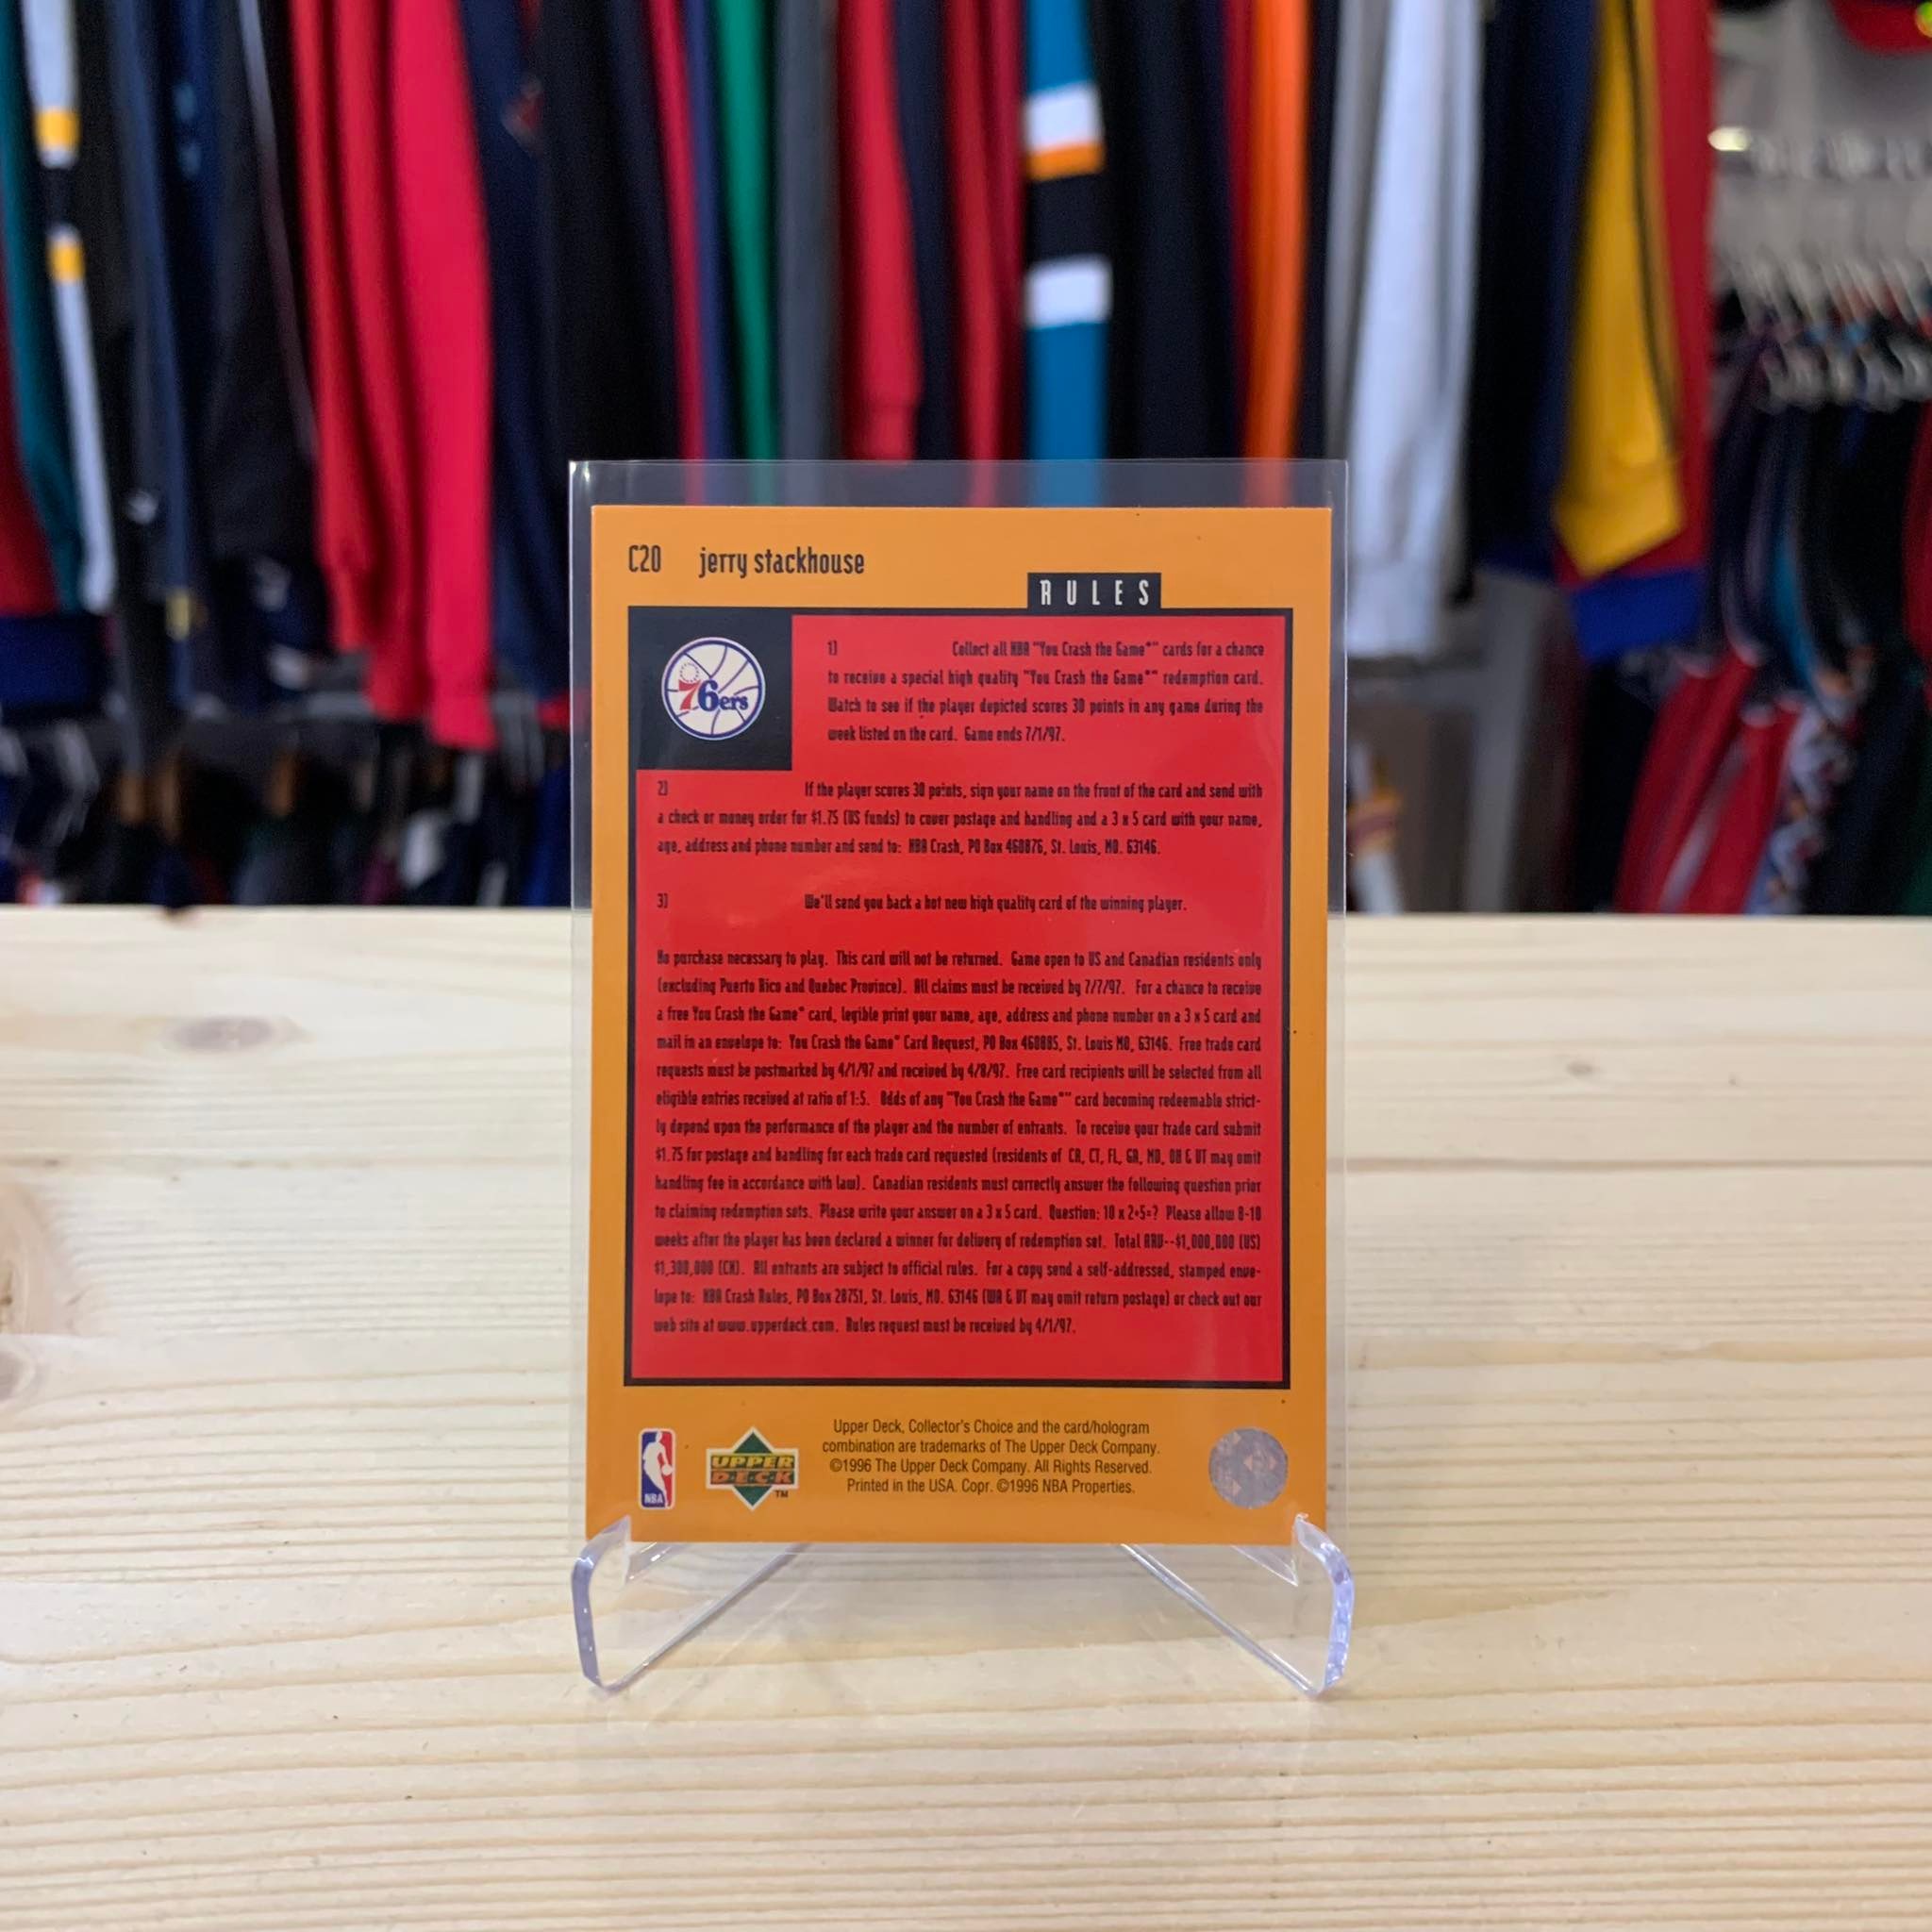 C20 jerry stackhouse
RULES
76ers
1) Collect all NBA "You Crash the Game*" cards for a chance
to receive a special high quality "You Crash the Game*" redemption card.
Watch to see if the player depicted scores 30 points in any game during the
week listed on the card. Game ends 7/1/97.
2) If the player scores 30 points, sign your name on the front of the card and send with
a check or money order for $1.75 (US funds) to cover postage and handling and a 3 x 5 card with your name,
age, address and phone number and send to: NBA Crash, PO Box 460876, St. Louis, MO. 63146.
3) We'll send you back a hot new high quality card of the winning player.
No purchase necessary to play. This card will not be returned. Game open to US and Canadian residents only
(excluding Puerto Rico and Quebec Province). All claims must be received by 7/7/97. For a chance to receive
a free You Crash the Game* card, legible print your name, age, address and phone number on a 3 x 5 card and
mail in an envelope to: You Crash the Game* Card Request, PO Box 460885, St. Louis MO, 63146. Free trade card
requests must be postmarked by 4/1/97 and received by 4/8/97. Free card recipients will be selected from all
eligible entries received at ratio of 1:5. Odds of any "You Crash the Game*" card becoming redeemable strict-
ly depend upon the performance of the player and the number of entrants. To receive your trade card submit
$1.75 for postage and handling for each trade card requested (residents of CA, CT, FL, GA, MD, OH & VT may omit
handling fee in accordance with law). Canadian residents must correctly answer the following question prior
to claiming redemption sets. Please write your answer on a 3 x 5 card. Question: 10 x 2+5=? Please allow 8-10
weeks after the player has been declared a winner for delivery of redemption set. Total ARV--$1,000,000 (US)
$1,300,000 (CN). All entrants are subject to official rules. For a copy send a self-addressed, stamped enve-
lope to: NBA Crash Rules, PO Box 28751, St. Louis, MO. 63146 (WA & VT may omit return postage) or check out our
web site at www.upperdeck.com. Rules request must be received by 4/1/97.
Upper Deck, Collector's Choice and the card/hologram
combination are trademarks of The Upper Deck Company.
©1996 The Upper Deck Company. All Rights Reserved.
Printed in the USA. Copr. ©1996 NBA Properties.
NBA
UPPER
D·E·C·K
TM